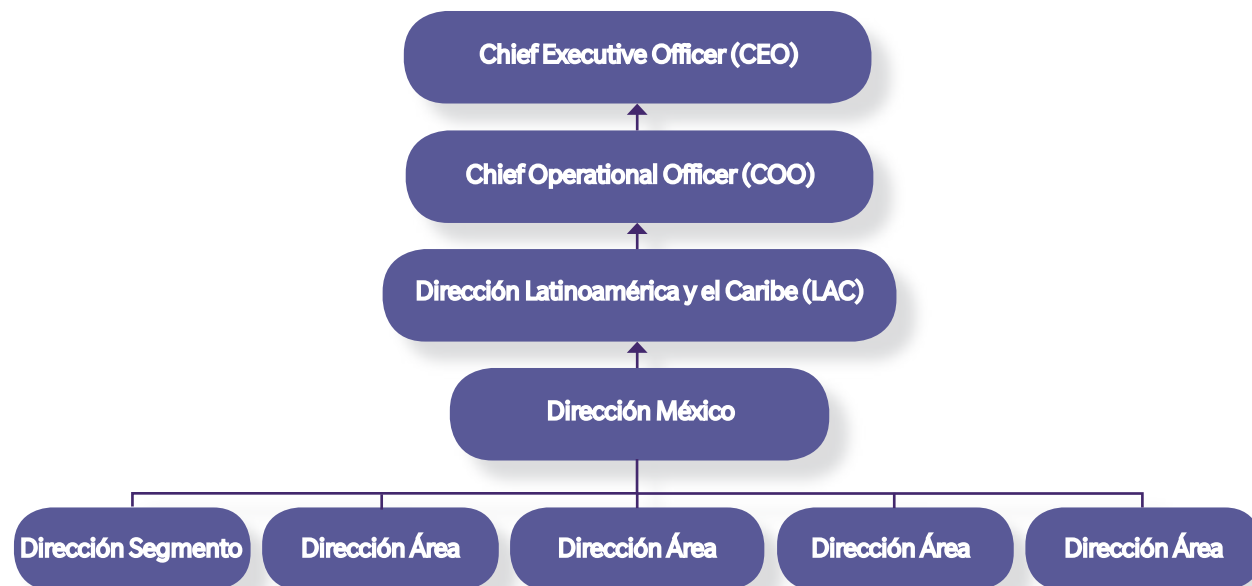 Chief Executive Officer (CEO)
Chief Operational Officer (COO)
Dirección Latinoamérica y el Caribe (LAC)
Dirección México
Dirección Segmento
Dirección Área
Dirección Área
Dirección Área
Dirección Área